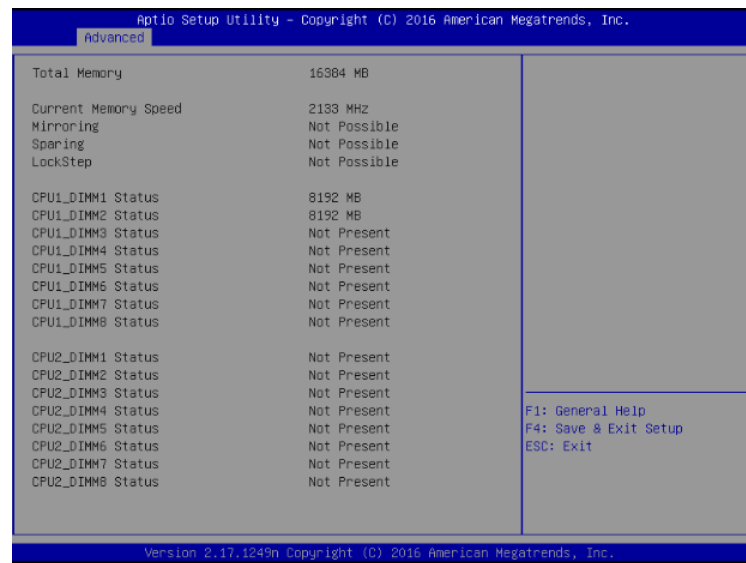 Aptio Setup Utility – Copyright (C) 2016 American Megatrends, Inc.
Advanced
Total Memory 16384 MB
Current Memory Speed 2133 MHz
Mirroring Not Possible
Sparing Not Possible
LockStep Not Possible
CPU1_DIMM1 Status 8192 MB
CPU1_DIMM2 Status 8192 MB
CPU1_DIMM3 Status Not Present
CPU1_DIMM4 Status Not Present
CPU1_DIMM5 Status Not Present
CPU1_DIMM6 Status Not Present
CPU1_DIMM7 Status Not Present
CPU1_DIMM8 Status Not Present
CPU2_DIMM1 Status Not Present
CPU2_DIMM2 Status Not Present
CPU2_DIMM3 Status Not Present
CPU2_DIMM4 Status Not Present
CPU2_DIMM5 Status Not Present
CPU2_DIMM6 Status Not Present
CPU2_DIMM7 Status Not Present
CPU2_DIMM8 Status Not Present
F1: General Help
F4: Save & Exit Setup
ESC: Exit
Version 2.17.1249n Copyright (C) 2016 American Megatrends, Inc.